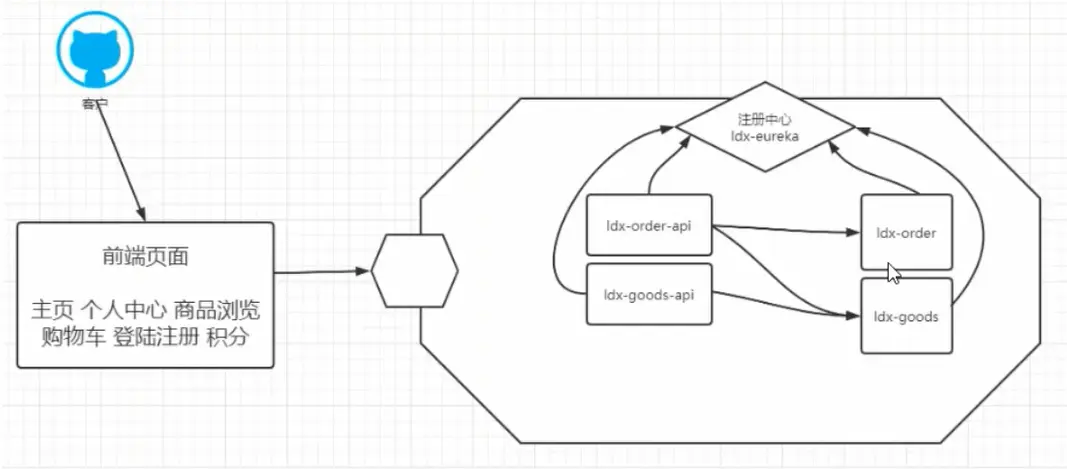 客户
前端页面
主页 个人中心 商品浏览
购物车 登陆注册 积分
注册中心
ldx-eureka
ldx-order-api
ldx-goods-api
ldx-order
ldx-goods